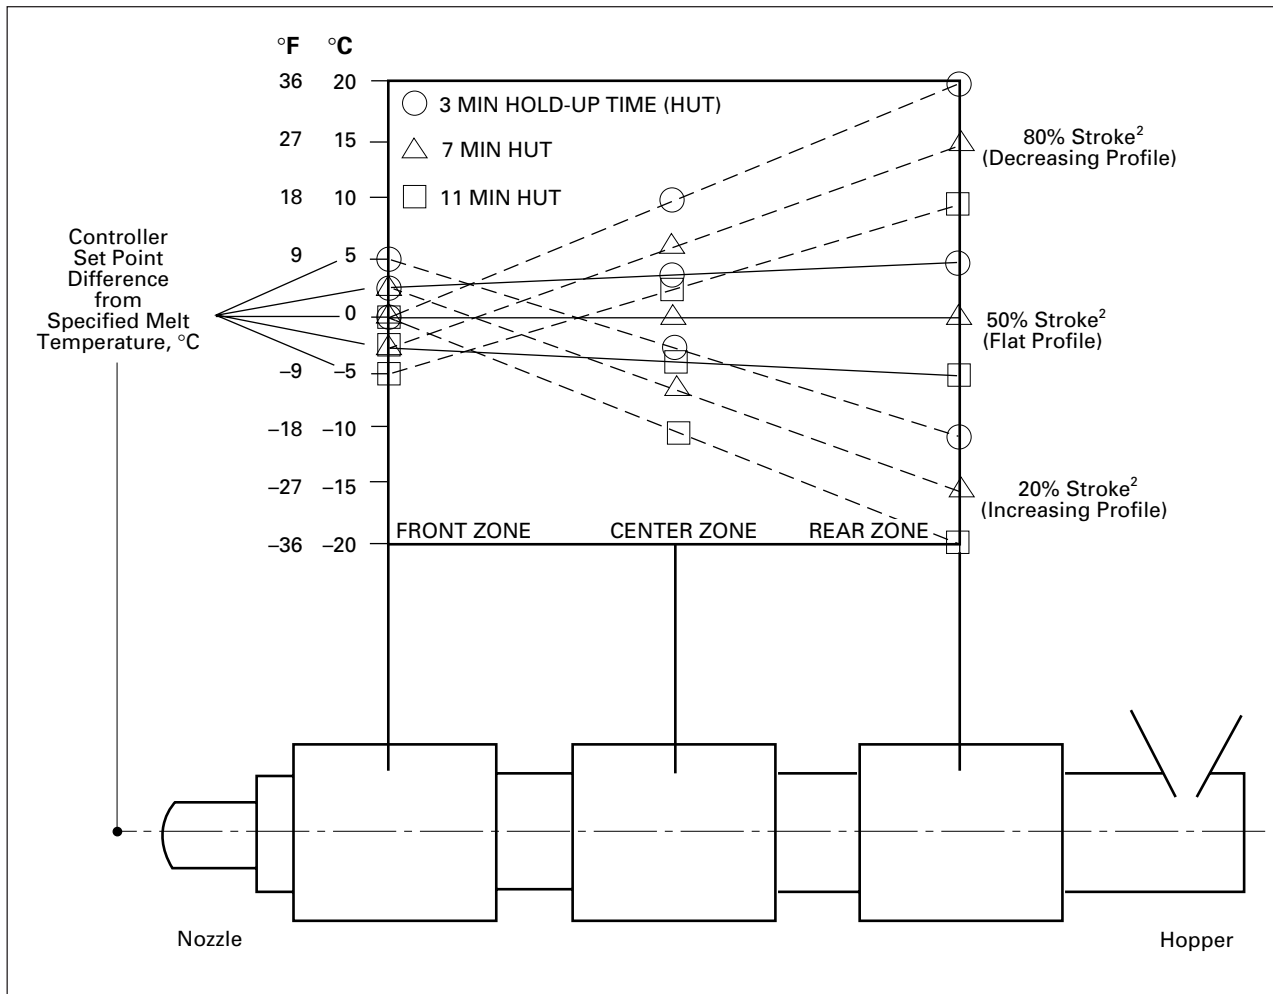 °F °C
36 20
27 15
18 10
9 5
0
–9 –5
–18 –10
–27 –15
–36 –20
3 MIN HOLD-UP TIME (HUT)
7 MIN HUT
11 MIN HUT
Controller
Set Point
Difference
from
Specified Melt
Temperature, °C
80% Stroke²
(Decreasing Profile)
50% Stroke²
(Flat Profile)
20% Stroke²
(Increasing Profile)
FRONT ZONE CENTER ZONE REAR ZONE
Nozzle Hopper